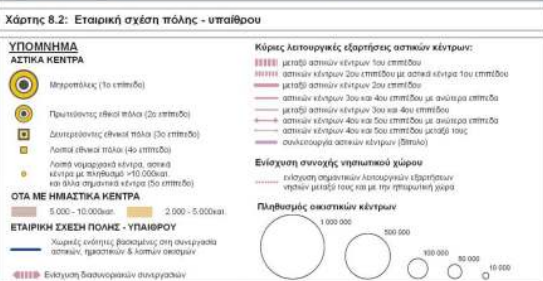 Χάρτης 8.2: Εταιρική σχέση πόλης - υπαίθρου
ΥΠΟΜΝΗΜΑ
ΑΣΤΙΚΑ ΚΕΝΤΡΑ
Μητροπόλεις (1ο επίπεδο)
Πρωτεύοντες εθνικοί πόλοι (2ο επίπεδο)
Δευτερεύοντες εθνικοί πόλοι (3ο επίπεδο)
Λοιποί εθνικοί πόλοι (4ο επίπεδο)
Λοιπά νομαρχιακά κέντρα, αστικά
κέντρα με πληθυσμό >10.000κατ.
και άλλα σημαντικά κέντρα (5ο επίπεδο)
ΟΤΑ ΜΕ ΗΜΙΑΣΤΙΚΑ ΚΕΝΤΡΑ
5.000 - 10.000κατ.
2.000 - 5.000κατ.
ΕΤΑΙΡΙΚΗ ΣΧΕΣΗ ΠΟΛΗΣ - ΥΠΑΙΘΡΟΥ
Χωρικές ενότητες βασισμένες στη συνεργασία
αστικών, ημιαστικών & λοιπών οικισμών
Ενίσχυση διασυνοριακών συνεργασιών
Κύριες λειτουργικές εξαρτήσεις αστικών κέντρων:
μεταξύ αστικών κέντρων 1ου επιπέδου
αστικών κέντρων 2ου επιπέδου με αστικά κέντρα 1ου επιπέδου
μεταξύ αστικών κέντρων 2ου επιπέδου
αστικών κέντρων 3ου και 4ου επιπέδου με ανώτερα επίπεδα
μεταξύ αστικών κέντρων 3ου και 4ου επιπέδου
αστικών κέντρων 4ου και 5ου επιπέδου με ανώτερα επίπεδα
αστικών κέντρων 4ου και 5ου επιπέδου μεταξύ τους
συνλειτουργία αστικών κέντρων (δίπολο)
Ενίσχυση συνοχής νησιωτικού χώρου
ενίσχυση σημαντικών λειτουργικών εξαρτήσεων
νησιών μεταξύ τους και με την ηπειρωτική χώρα
Πληθυσμός οικιστικών κέντρων
1 000 000
500 000
100 000
50 000
10 000